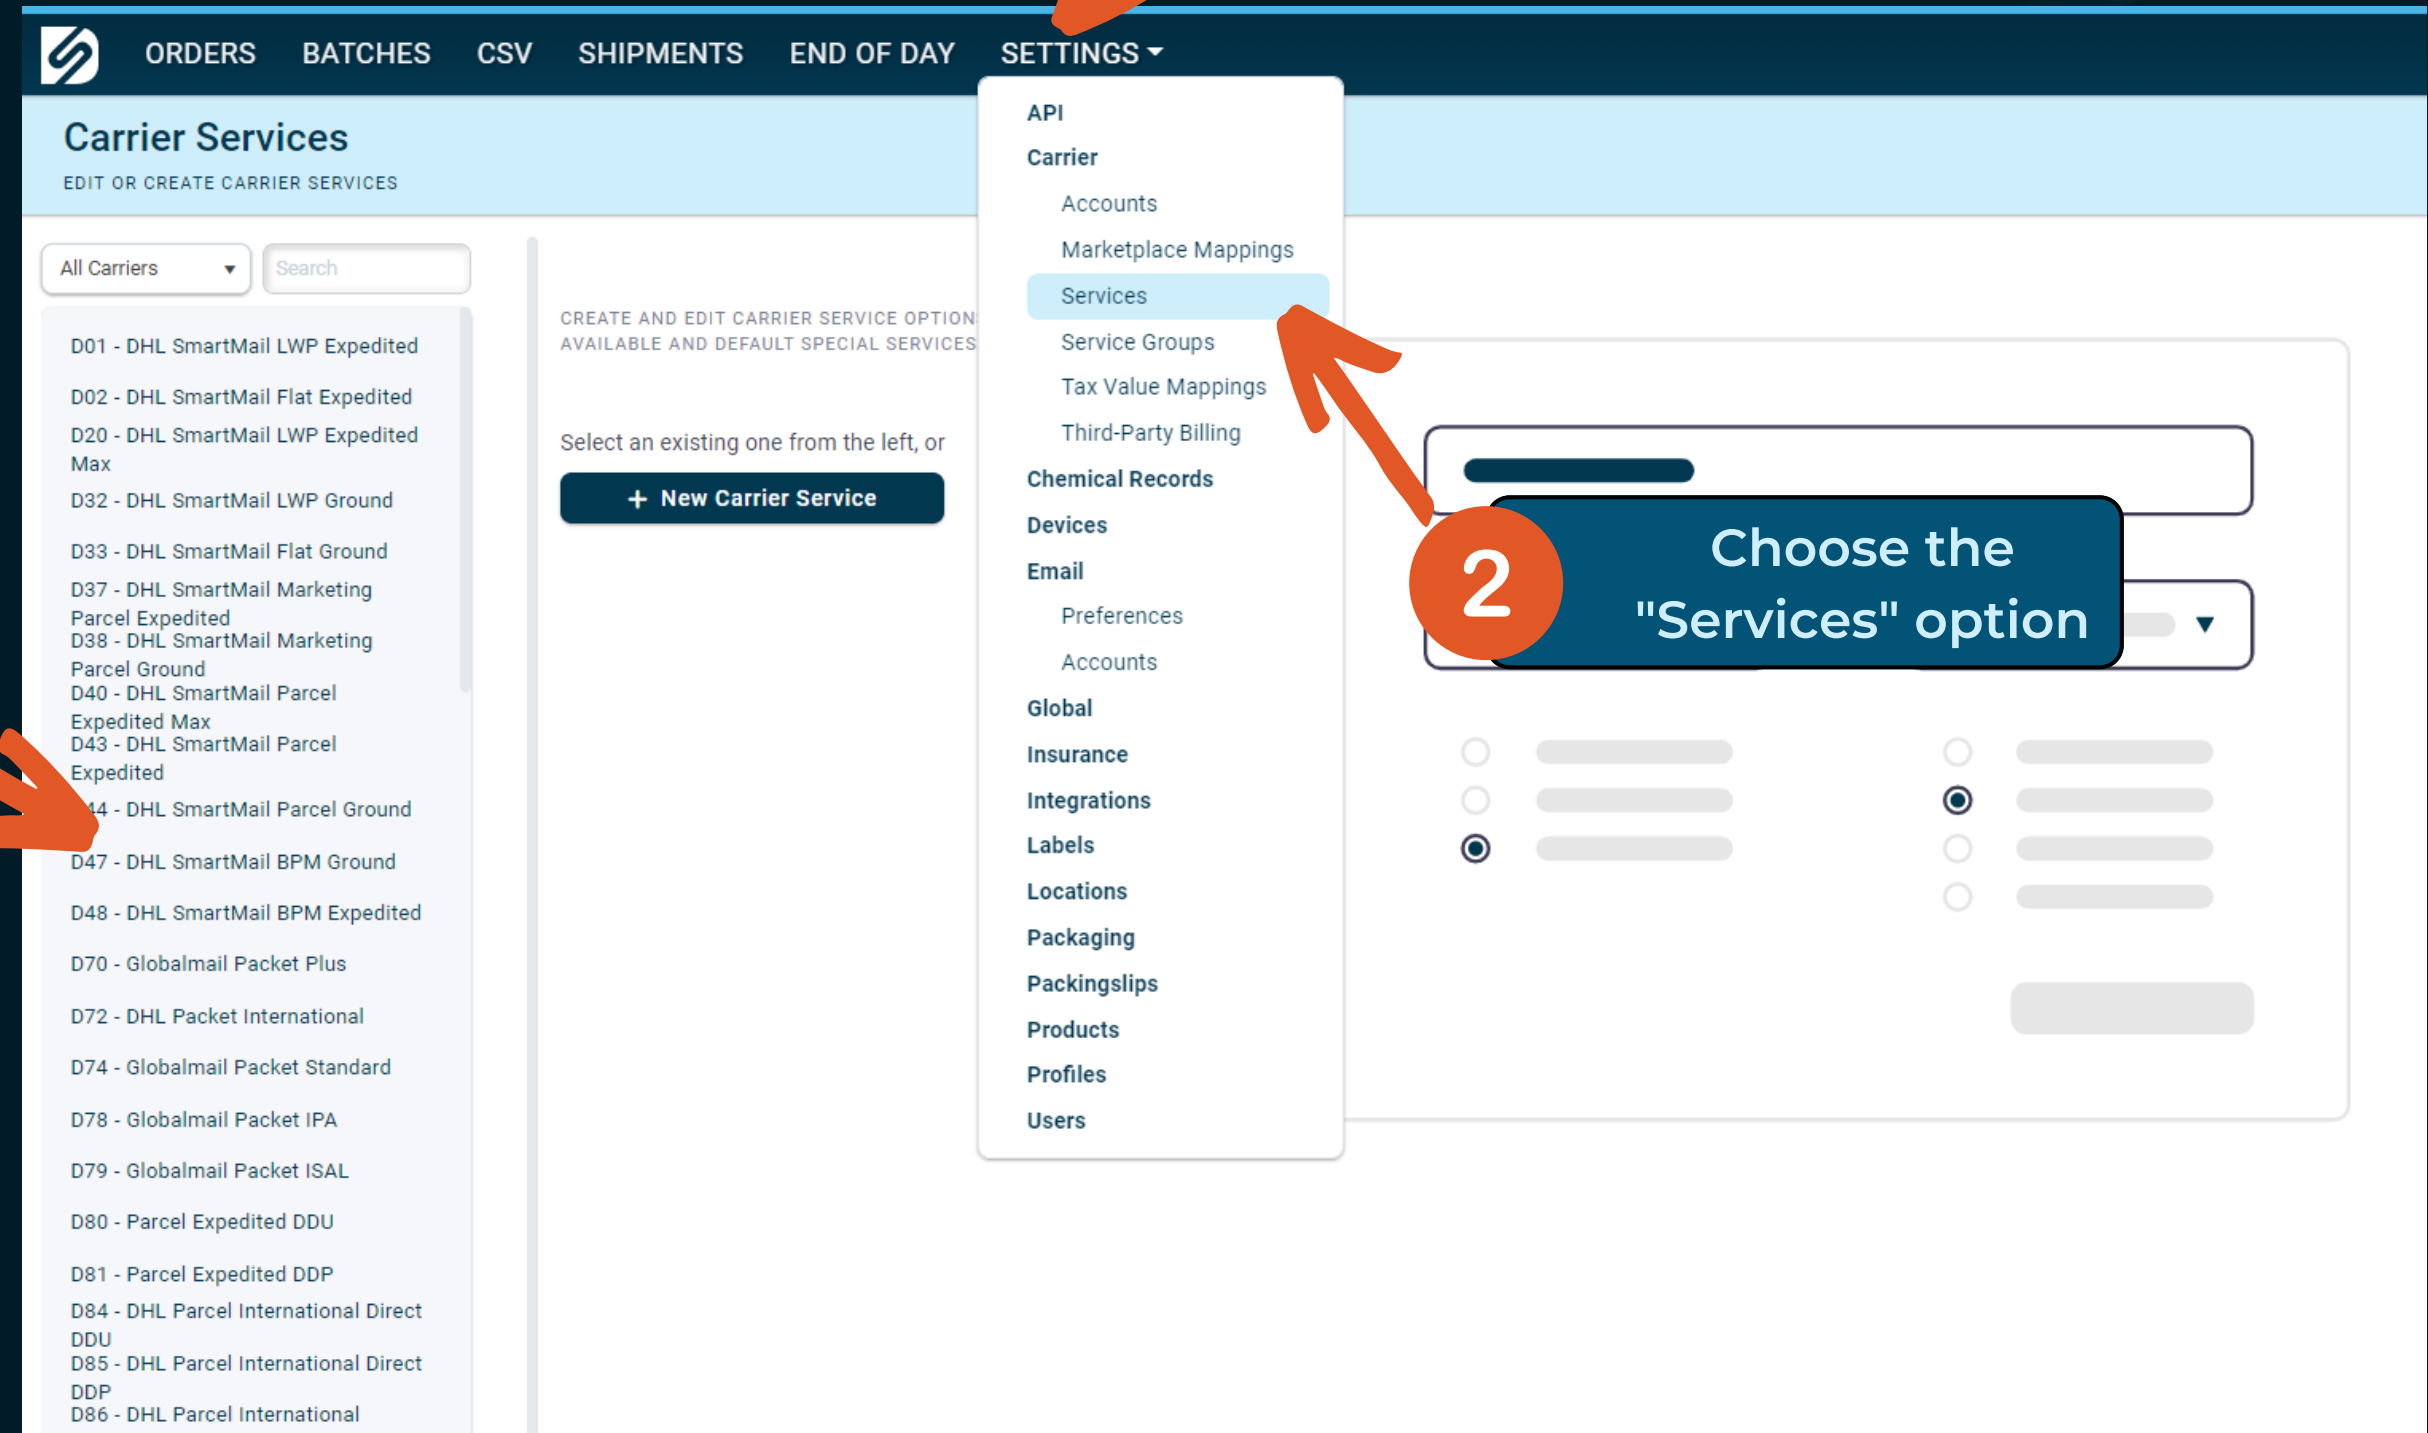 ORDERS BATCHES CSV SHIPMENTS END OF DAY SETTINGS
Carrier Services
EDIT OR CREATE CARRIER SERVICES
All Carriers
Search
D01 - DHL SmartMail LWP Expedited
D02 - DHL SmartMail Flat Expedited
D20 - DHL SmartMail LWP Expedited
Max
D32 - DHL SmartMail LWP Ground
D33 - DHL SmartMail Flat Ground
D37 - DHL SmartMail Marketing
Parcel Expedited
D38 - DHL SmartMail Marketing
Parcel Ground
D40 - DHL SmartMail Parcel
Expedited Max
D43 - DHL SmartMail Parcel
Expedited
44 - DHL SmartMail Parcel Ground
D47 - DHL SmartMail BPM Ground
D48 - DHL SmartMail BPM Expedited
D70 - Globalmail Packet Plus
D72 - DHL Packet International
D74 - Globalmail Packet Standard
D78 - Globalmail Packet IPA
D79 - Globalmail Packet ISAL
D80 - Parcel Expedited DDU
D81 - Parcel Expedited DDP
D84 - DHL Parcel International Direct
DDU
D85 - DHL Parcel International Direct
DDP
D86 - DHL Parcel International
CREATE AND EDIT CARRIER SERVICE OPTION
AVAILABLE AND DEFAULT SPECIAL SERVICES
Select an existing one from the left, or
+ New Carrier Service
API
Carrier
Accounts
Marketplace Mappings
Services
Service Groups
Tax Value Mappings
Third-Party Billing
Chemical Records
Devices
Email
Preferences
Accounts
Global
Insurance
Integrations
Labels
Locations
Packaging
Packingslips
Products
Profiles
Users
2
Choose the
"Services" option